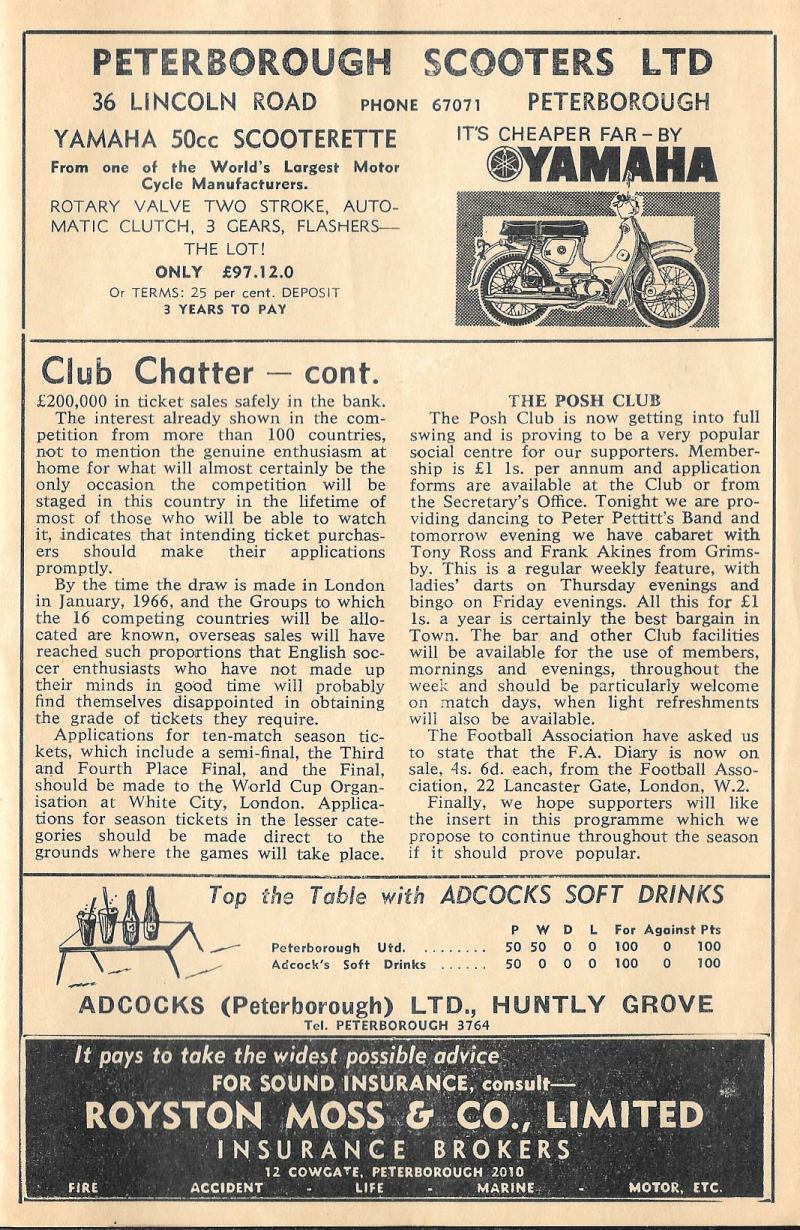 PETERBOROUGH SCOOTERS LTD
36 LINCOLN ROAD PHONE 67071 PETERBOROUGH
YAMAHA 50cc SCOOTERETTE
From one of the World's Largest Motor
Cycle Manufacturers.
ROTARY VALVE TWO STROKE, AUTO-
MATIC CLUTCH, 3 GEARS, FLASHERS—
THE LOT!
ONLY £97.12.0
Or TERMS: 25 per cent. DEPOSIT
3 YEARS TO PAY
IT'S CHEAPER FAR – BY
YAMAHA
Club Chatter — cont.
£200,000 in ticket sales safely in the bank.
The interest already shown in the com-
petition from more than 100 countries,
not to mention the genuine enthusiasm at
home for what will almost certainly be the
only occasion the competition will be
staged in this country in the lifetime of
most of those who will be able to watch
it, indicates that intending ticket purchas-
ers should make their applications
promptly.
By the time the draw is made in London
in January, 1966, and the Groups to which
the 16 competing countries will be allo-
cated are known, overseas sales will have
reached such proportions that English soc-
cer enthusiasts who have not made up
their minds in good time will probably
find themselves disappointed in obtaining
the grade of tickets they require.
Applications for ten-match season tic-
kets, which include a semi-final, the Third
and Fourth Place Final, and the Final,
should be made to the World Cup Organ-
isation at White City, London. Applica-
tions for season tickets in the lesser cate-
gories should be made direct to the
grounds where the games will take place.
THE POSH CLUB
The Posh Club is now getting into full
swing and is proving to be a very popular
social centre for our supporters. Member-
ship is £1 1s. per annum and application
forms are available at the Club or from
the Secretary's Office. Tonight we are pro-
viding dancing to Peter Pettitt's Band and
tomorrow evening we have cabaret with
Tony Ross and Frank Akines from Grims-
by. This is a regular weekly feature, with
ladies' darts on Thursday evenings and
bingo on Friday evenings. All this for £1
1s. a year is certainly the best bargain in
Town. The bar and other Club facilities
will be available for the use of members,
mornings and evenings, throughout the
week and should be particularly welcome
on match days, when light refreshments
will also be available.
The Football Association have asked us
to state that the F.A. Diary is now on
sale, 4s. 6d. each, from the Football Asso-
ciation, 22 Lancaster Gate, London, W.2.
Finally, we hope supporters will like
the insert in this programme which we
propose to continue throughout the season
if it should prove popular.
Top the Table with ADCOCKS SOFT DRINKS
P W D L For Against Pts
Peterborough Utd. ........ 50 50 0 0 100 0 100
Adcock's Soft Drinks ...... 50 0 0 0 100 0 100
ADCOCKS (Peterborough) LTD., HUNTLY GROVE
Tel. PETERBOROUGH 3764
It pays to take the widest possible advice
FOR SOUND INSURANCE, consult—
ROYSTON MOSS & CO., LIMITED
INSURANCE BROKERS
12 COWGATE, PETERBOROUGH 2010
FIRE ACCIDENT - LIFE - MARINE - MOTOR, ETC.